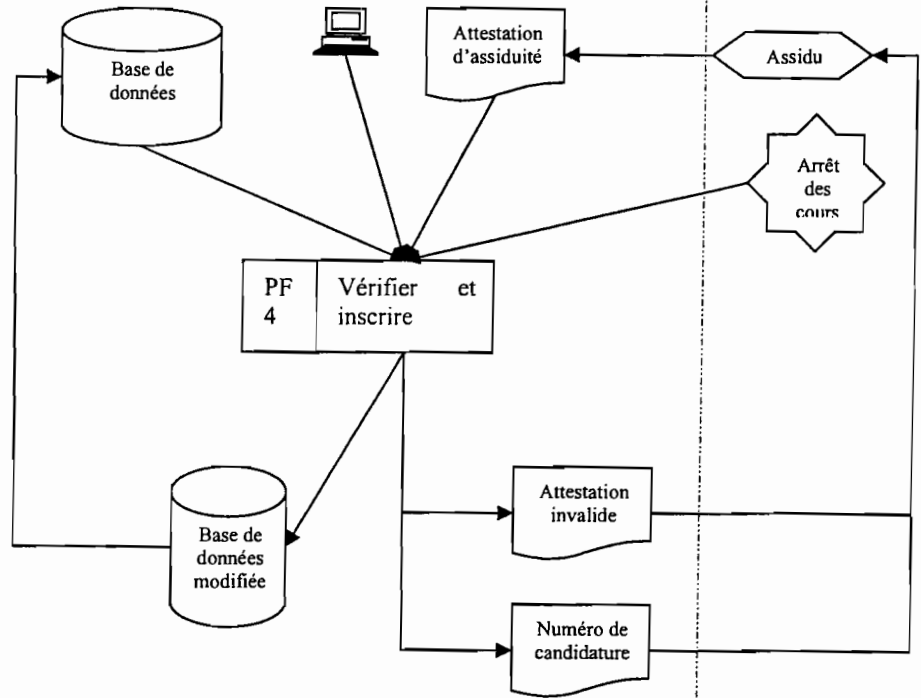 Base de
données
Attestation
d'assiduité
Assidu
Arrêt
des
cours
PF
4
Vérifier et
inscrire
Base de
données
modifiée
Attestation
invalide
Numéro de
candidature